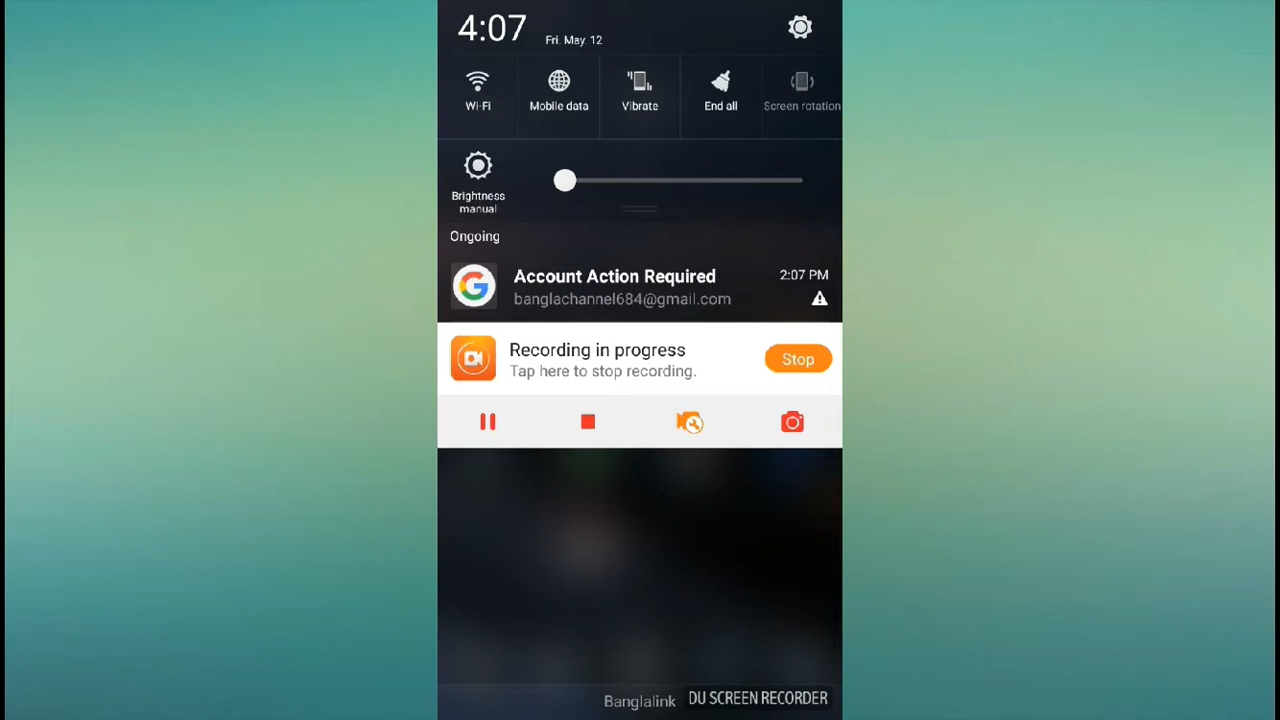 4:07 Fri. May. 12
Wi-Fi Mobile data Vibrate End all Screen rotation
Brightness
manual
Ongoing
Account Action Required 2:07 PM
banglachannel684@gmail.com
Recording in progress
Tap here to stop recording.
Stop
Banglalink DU SCREEN RECORDER